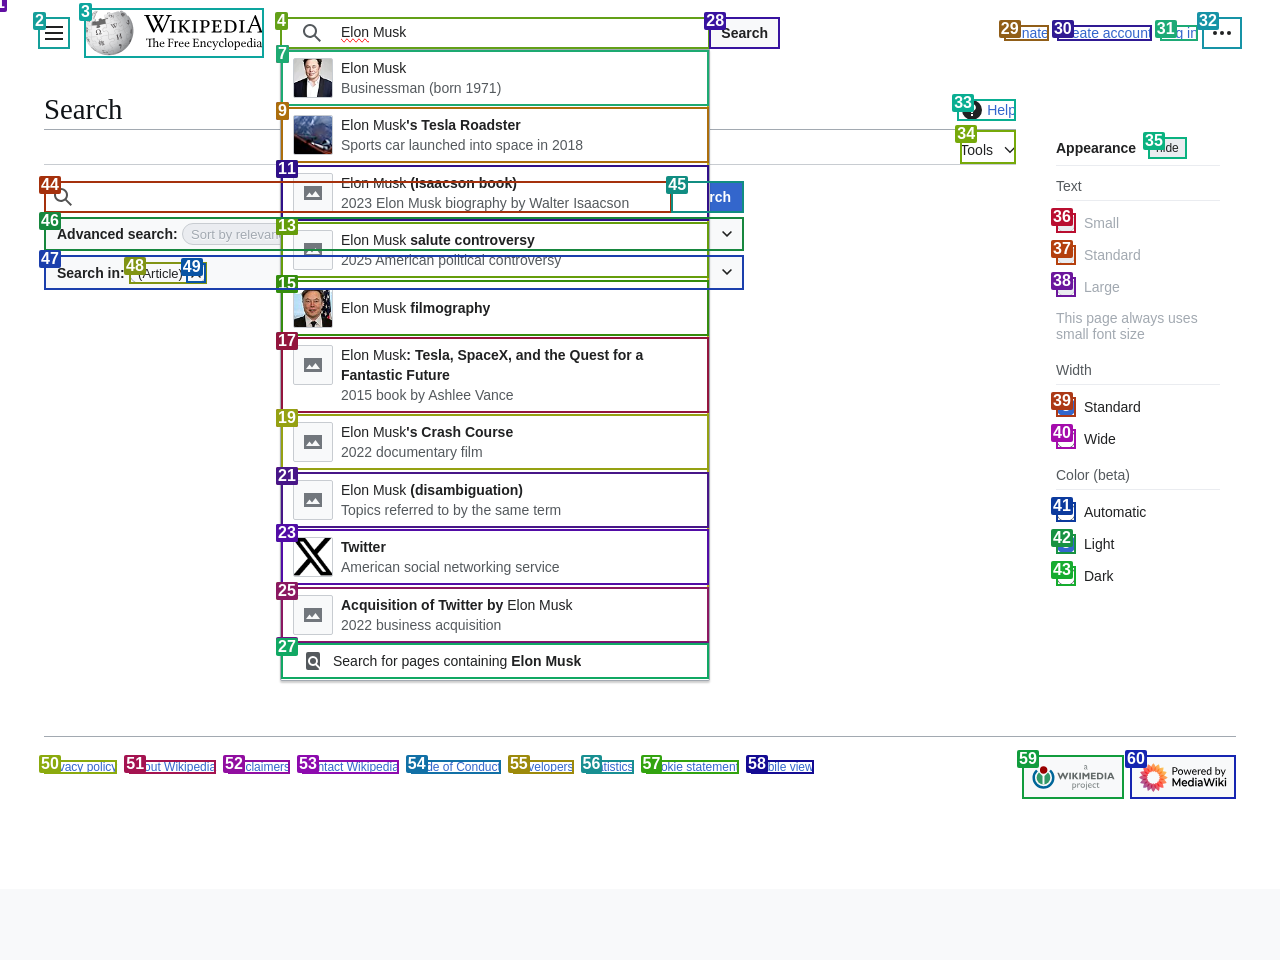 1
2
3
WIKIPEDIA
The Free Encyclopedia
4
Elon Musk
28
Search
29
nate
30
eate account
31
g in
32
7
Elon Musk
Businessman (born 1971)
Search
33
Help
9
Elon Musk's Tesla Roadster
Sports car launched into space in 2018
34
Tools
Appearance
35
hide
11
Elon Musk (Isaacson book)
2023 Elon Musk biography by Walter Isaacson
44
45
rch
Text
36
Small
46
Advanced search:
Sort by relevan
13
Elon Musk salute controversy
2025 American political controversy
37
Standard
47
Search in:
48
(Article)
49
38
Large
15
Elon Musk filmography
This page always uses
small font size
17
Elon Musk: Tesla, SpaceX, and the Quest for a
Fantastic Future
2015 book by Ashlee Vance
Width
39
Standard
19
Elon Musk's Crash Course
2022 documentary film
40
Wide
21
Elon Musk (disambiguation)
Topics referred to by the same term
Color (beta)
41
Automatic
23
Twitter
American social networking service
42
Light
43
Dark
25
Acquisition of Twitter by Elon Musk
2022 business acquisition
27
Search for pages containing Elon Musk
50
vacy policy
51
out Wikipedia
52
claimers
53
ntact Wikipedia
54
de of Conduct
55
velopers
56
tistics
57
okie statement
58
bile view
59
a
WIKIMEDIA
project
60
Powered by
MediaWiki